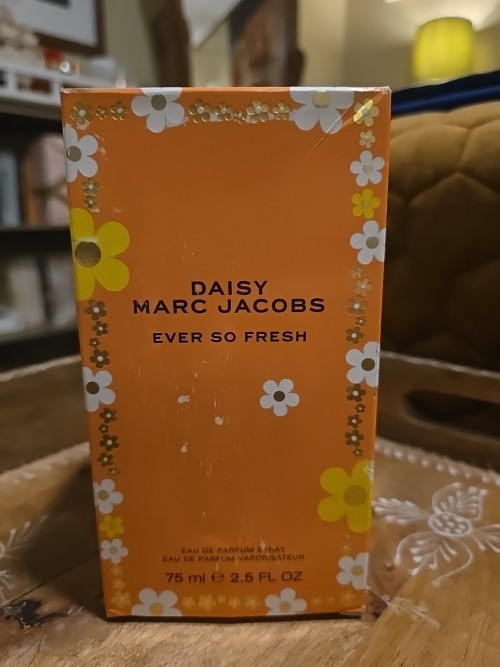 DAISY
MARC JACOBS
EVER SO FRESH
EAU DE PARFUM SPRAY
EAU DE PARFUM VAPORISATEUR
75 ml ℮ 2.5 FL OZ